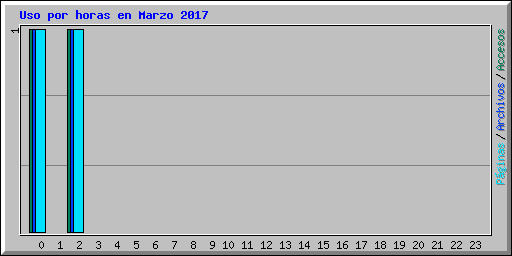 Uso por horas en Marzo 2017
1
Páginas / Archivos / Accesos
0 1 2 3 4 5 6 7 8 9 10 11 12 13 14 15 16 17 18 19 20 21 22 23